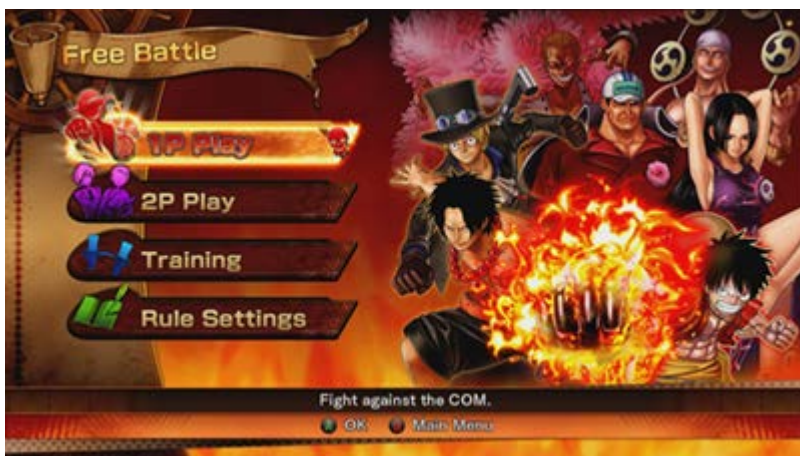 Free Battle
1P Play
2P Play
Training
Rule Settings
Fight against the COM.
OK Main Menu